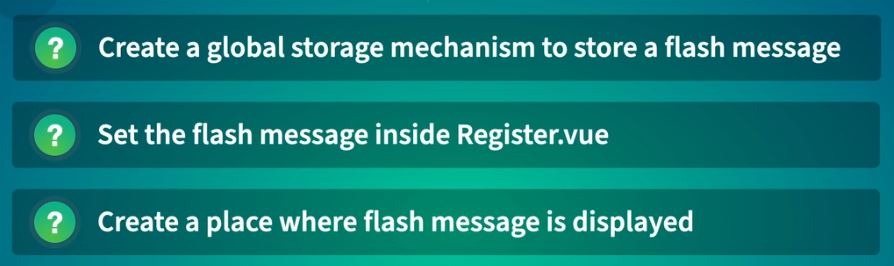 ? Create a global storage mechanism to store a flash message
? Set the flash message inside Register.vue
? Create a place where flash message is displayed